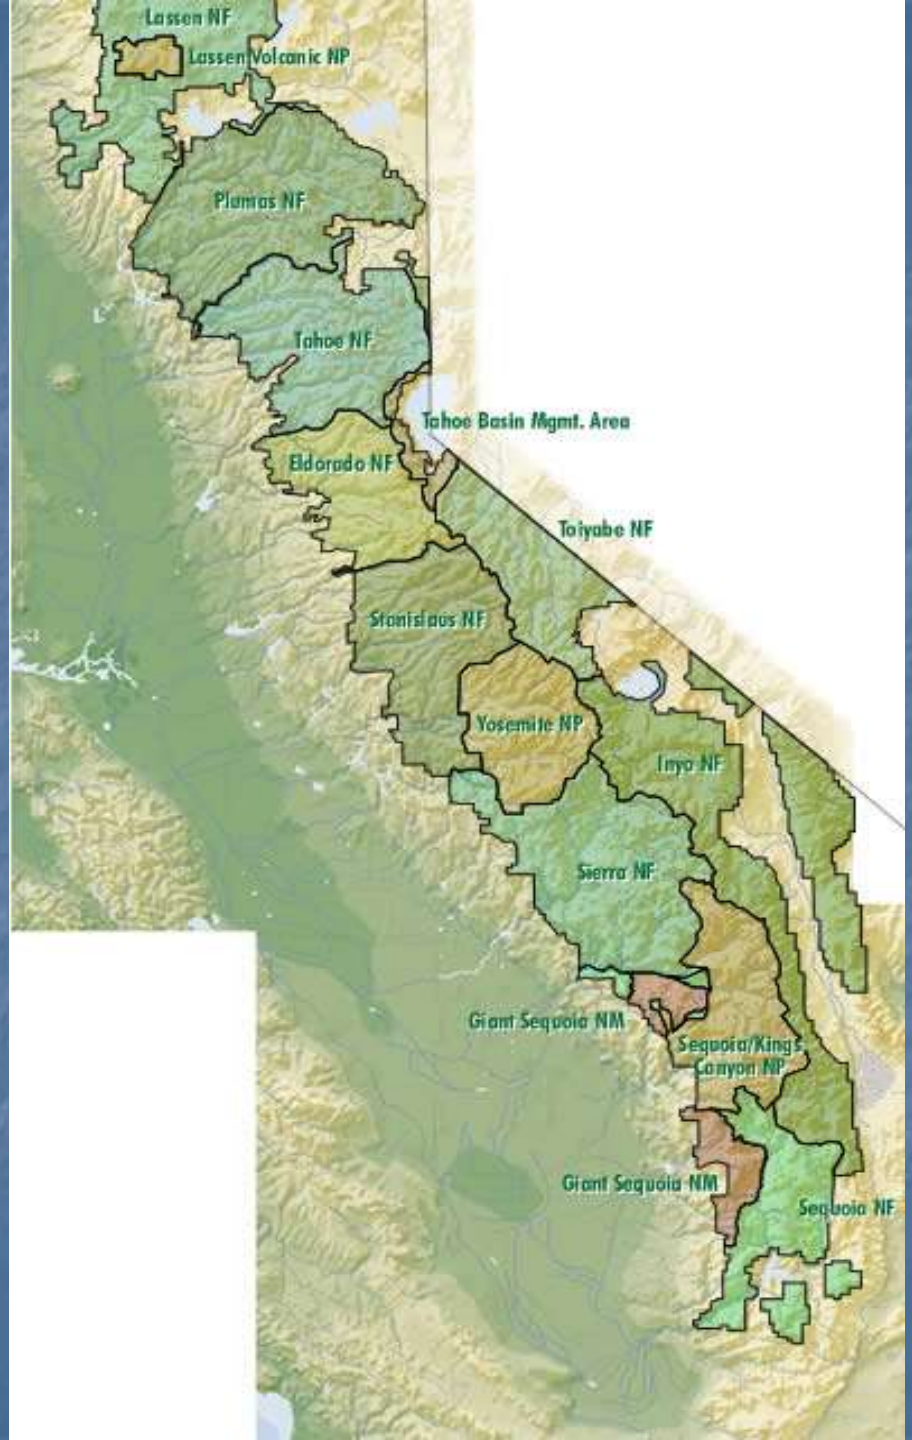 Lassen NF
Lassen Volcanic NP
Plumas NF
Tahoe NF
Tahoe Basin Mgmt. Area
Eldorado NF
Toiyabe NF
Stanislaus NF
Yosemite NP
Inyo NF
Sierra NF
Giant Sequoia NM
Sequoia/Kings
Canyon NP
Giant Sequoia NM
Sequoia NF